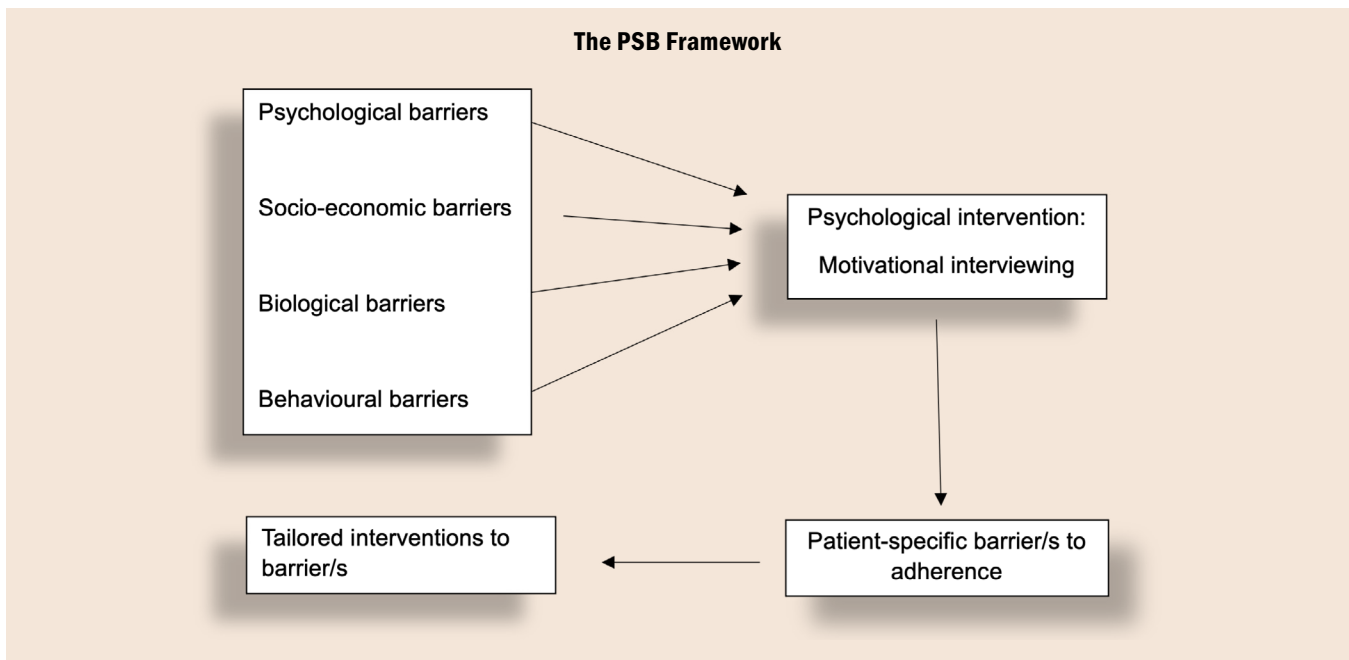 The PSB Framework
Psychological barriers
Socio-economic barriers
Biological barriers
Behavioural barriers
Psychological intervention:
Motivational interviewing
Patient-specific barrier/s to
adherence
Tailored interventions to
barrier/s